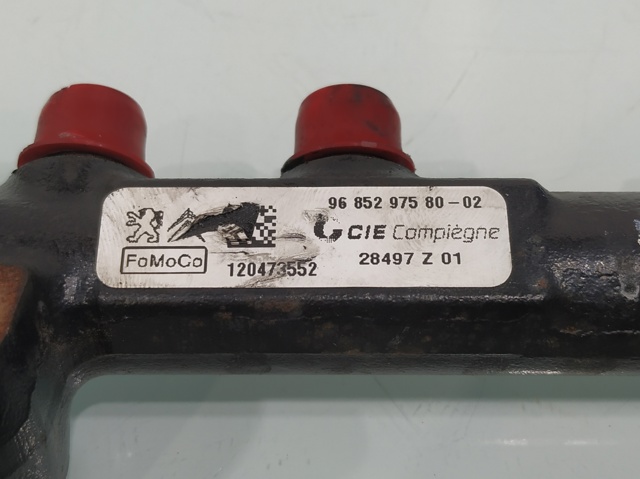 96 852 975 80-02
CIE Compiègne
FoMoCo
120473552
28497 Z 01